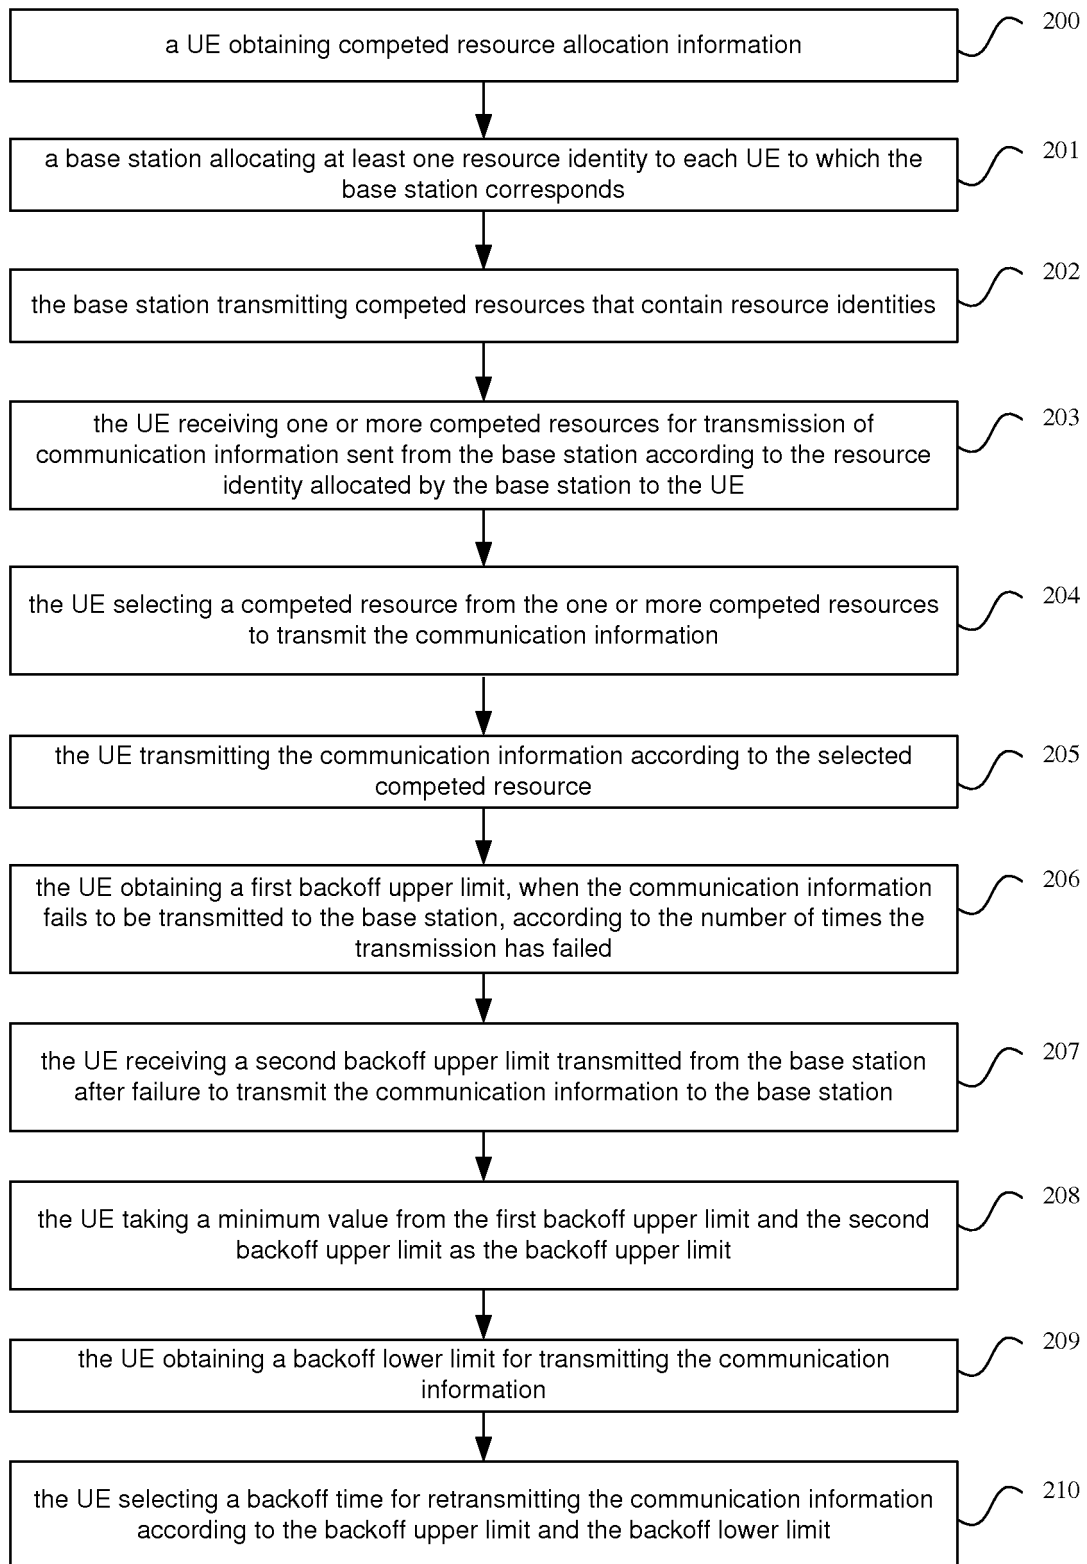 a UE obtaining competed resource allocation information
200
a base station allocating at least one resource identity to each UE to which the
base station corresponds
201
the base station transmitting competed resources that contain resource identities
202
the UE receiving one or more competed resources for transmission of
communication information sent from the base station according to the resource
identity allocated by the base station to the UE
203
the UE selecting a competed resource from the one or more competed resources
to transmit the communication information
204
the UE transmitting the communication information according to the selected
competed resource
205
the UE obtaining a first backoff upper limit, when the communication information
fails to be transmitted to the base station, according to the number of times the
transmission has failed
206
the UE receiving a second backoff upper limit transmitted from the base station
after failure to transmit the communication information to the base station
207
the UE taking a minimum value from the first backoff upper limit and the second
backoff upper limit as the backoff upper limit
208
the UE obtaining a backoff lower limit for transmitting the communication
information
209
the UE selecting a backoff time for retransmitting the communication information
according to the backoff upper limit and the backoff lower limit
210